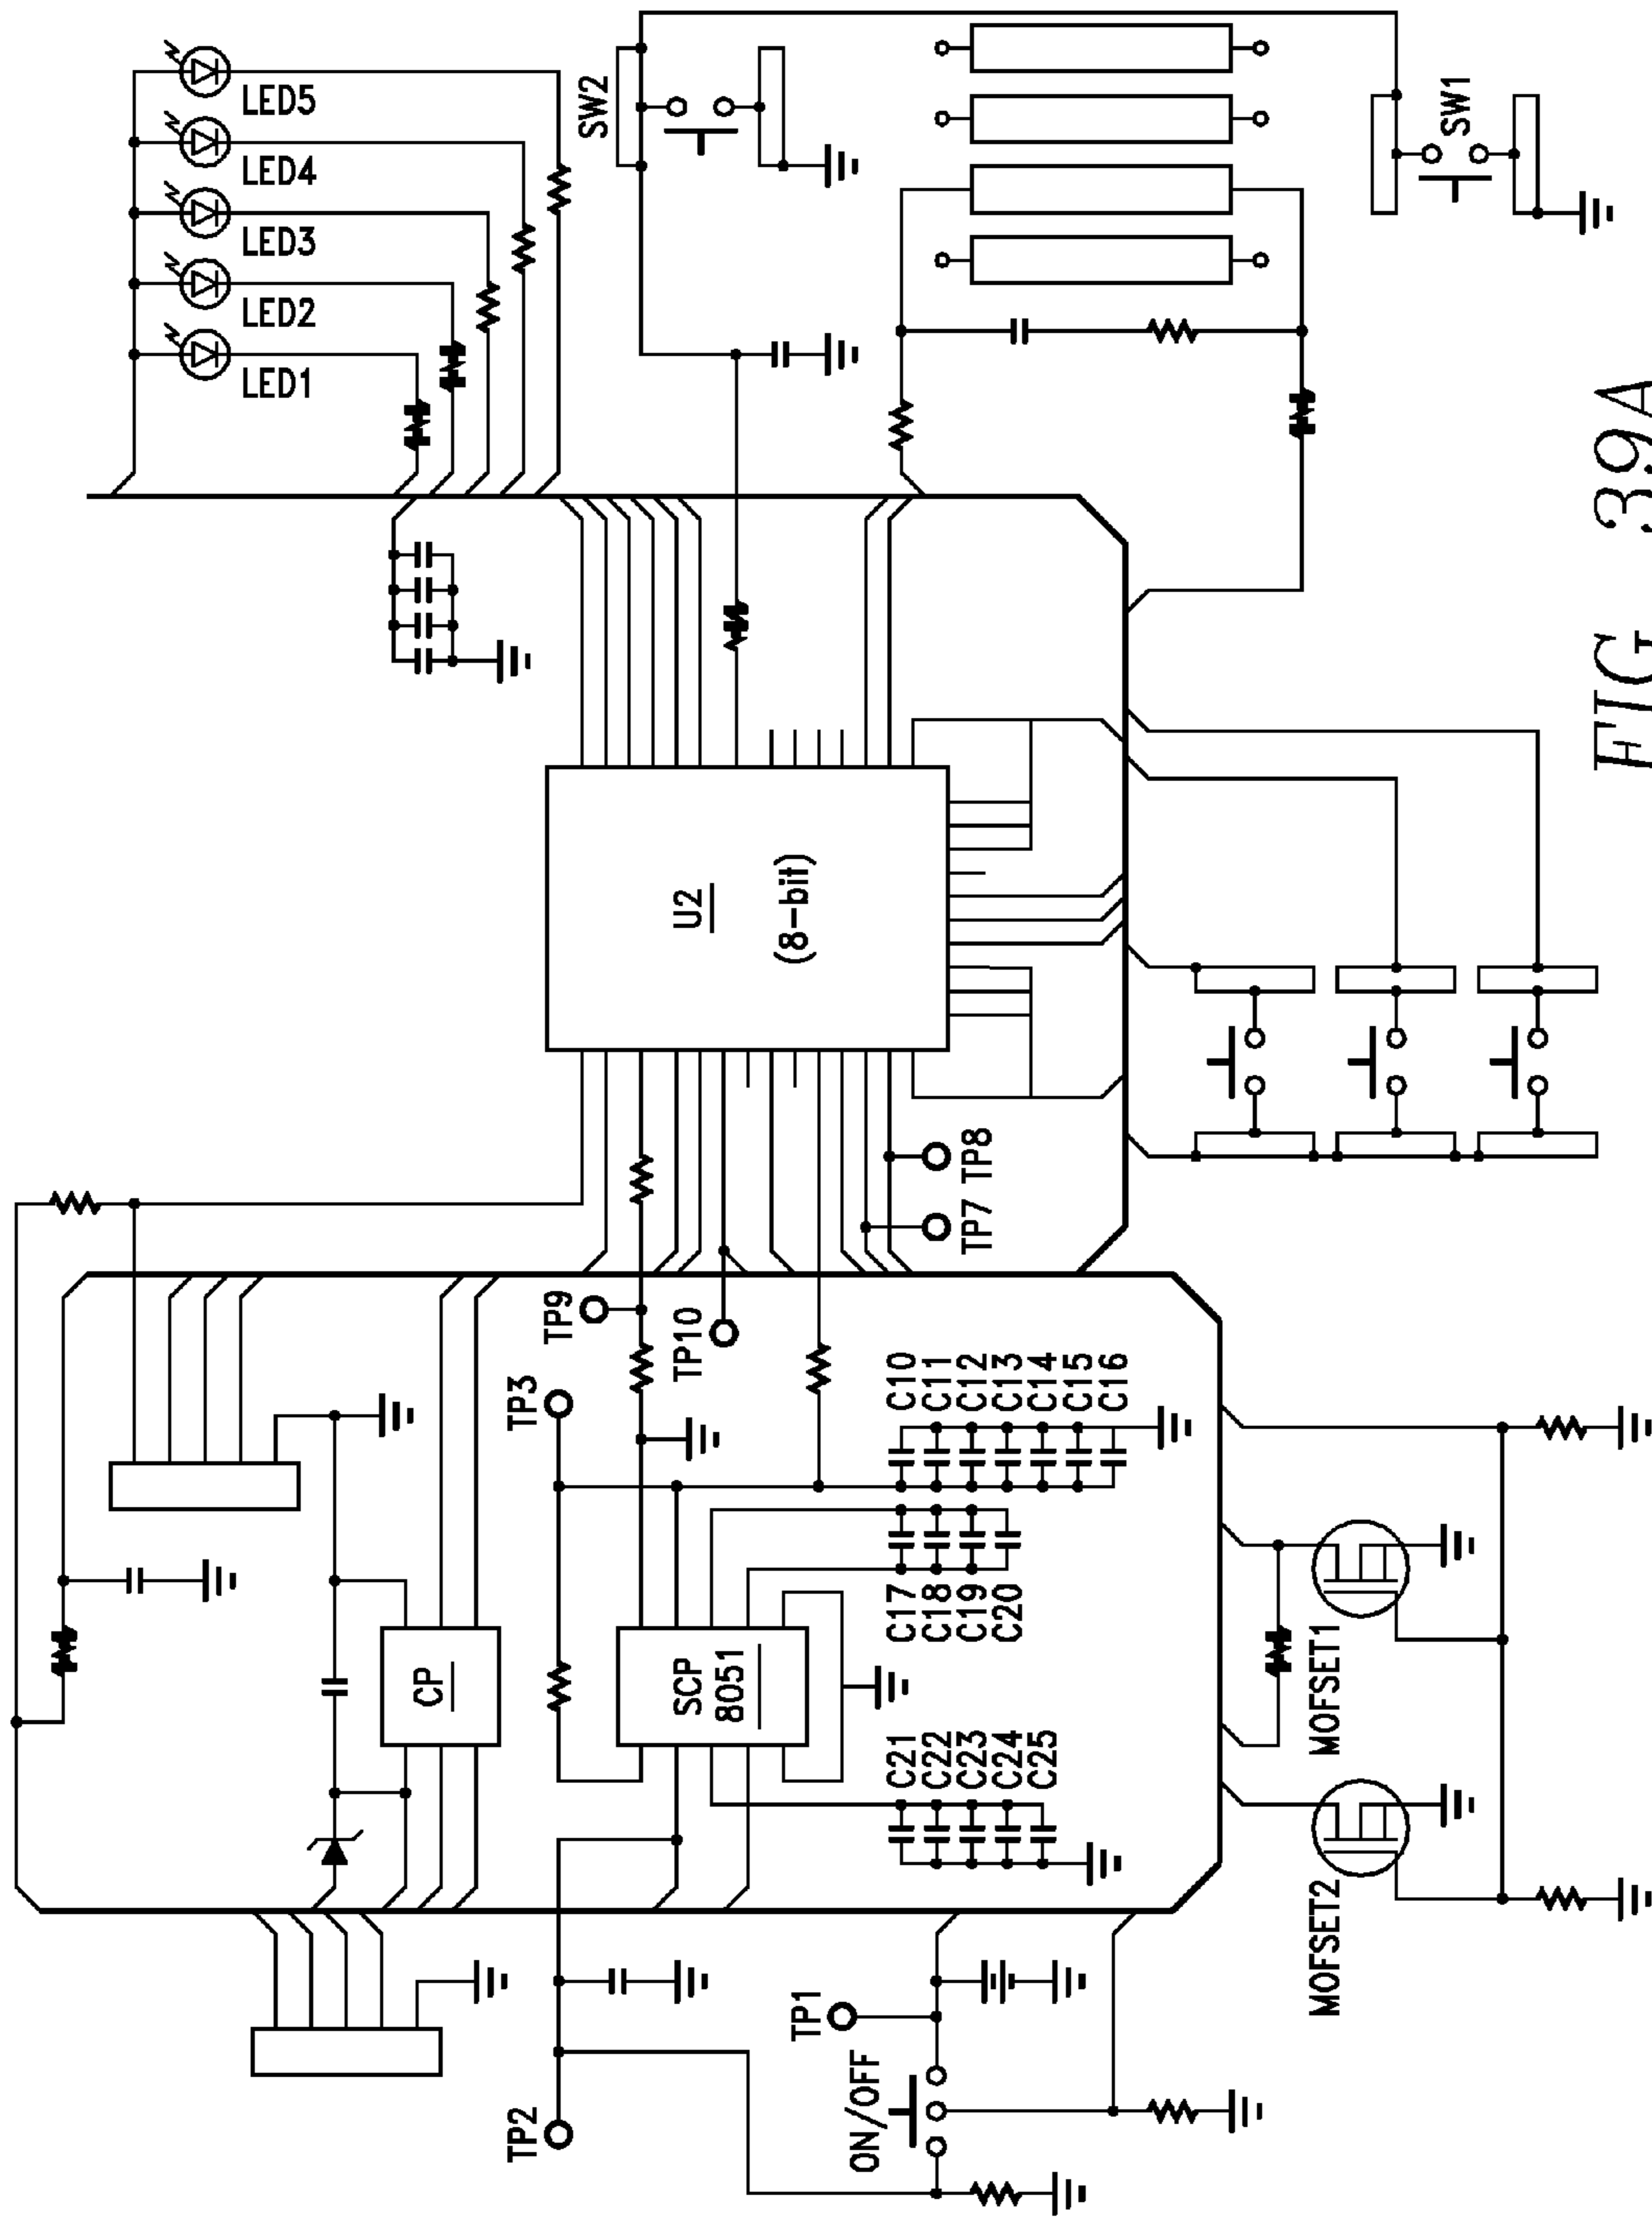 LED5
LED4
LED3
LED2
LED1
SW2
SW1
U2
(8-bit)
TP8
TP7
TP9
TP10
TP3
C10
C11
C12
C13
C14
C15
C16
CP
SCP
8051
C17
C18
C19
C20
C21
C22
C23
C24
C25
MOFSET1
MOFSET2
TP1
TP2
ON/OFF
FIG 39A